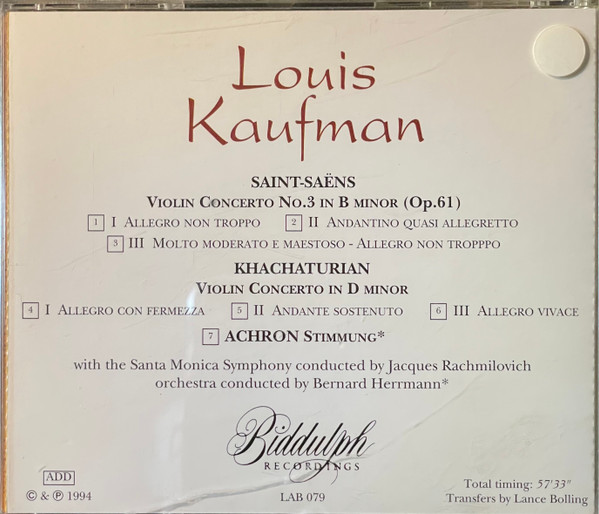 Louis
Kaufman
SAINT-SAËNS
VIOLIN CONCERTO NO.3 IN B MINOR (OP.61)
1 I ALLEGRO NON TROPPO 2 II ANDANTINO QUASI ALLEGRETTO
3 III MOLTO MODERATO E MAESTOSO - ALLEGRO NON TROPPPO
KHACHATURIAN
VIOLIN CONCERTO IN D MINOR
4 I ALLEGRO CON FERMEZZA 5 II ANDANTE SOSTENUTO 6 III ALLEGRO VIVACE
7 ACHRON STIMMUNG*
with the Santa Monica Symphony conducted by Jacques Rachmilovich
orchestra conducted by Bernard Herrmann*
Biddulph
RECORDINGS
ADD
© & ℗ 1994
LAB 079
Total timing: 57'33"
Transfers by Lance Bolling